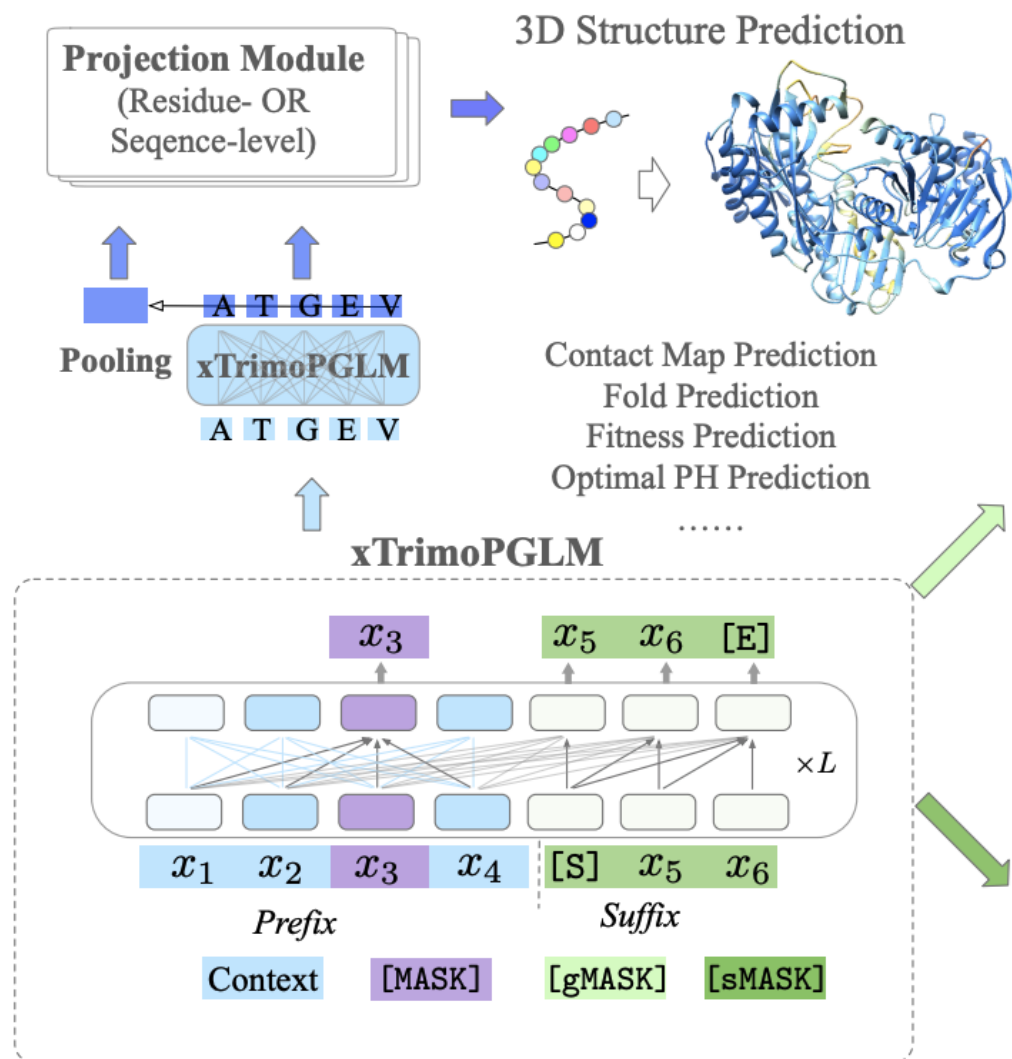 3D Structure Prediction
Projection Module
(Residue- OR
Seqence-level)
A T G E V
Pooling
xTrimoPGLM
A T G E V
Contact Map Prediction
Fold Prediction
Fitness Prediction
Optimal PH Prediction
......
xTrimoPGLM
x3 x5 x6 [E]
×L
x1 x2 x3 x4 [S] x5 x6
Prefix Suffix
Context [MASK] [gMASK] [sMASK]